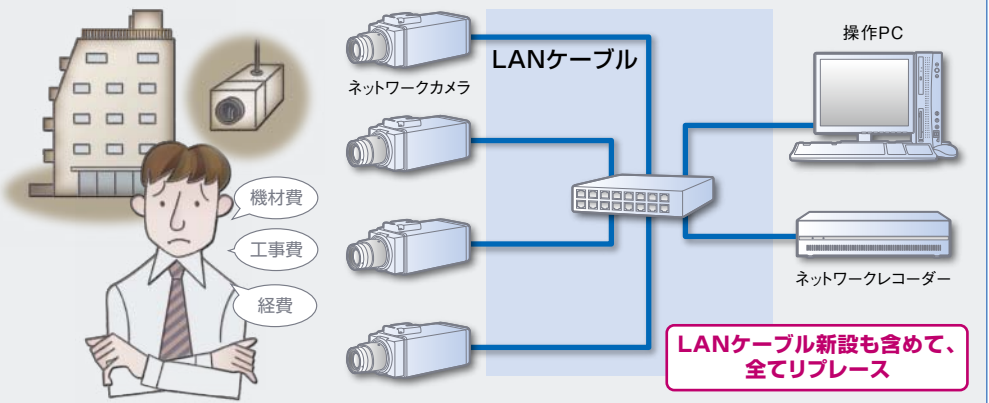 機材費
工事費
経費
ネットワークカメラ
LANケーブル
操作PC
ネットワークレコーダー
LANケーブル新設も含めて、
全てリプレース